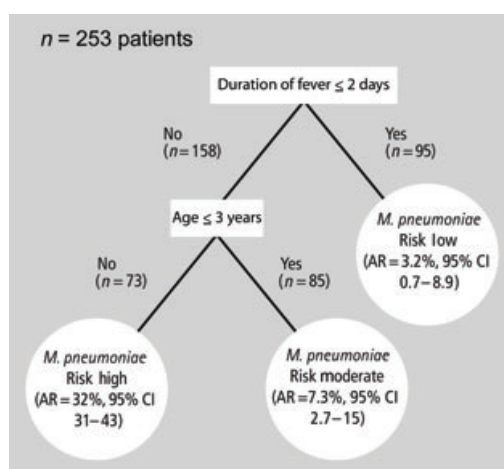 n = 253 patients
Duration of fever ≤ 2 days
No
(n=158)
Yes
(n=95)
Age ≤ 3 years
M. pneumoniae
Risk low
(AR=3.2%, 95% CI
0.7–8.9)
No
(n=73)
Yes
(n=85)
M. pneumoniae
Risk high
(AR=32%, 95% CI
31–43)
M. pneumoniae
Risk moderate
(AR=7.3%, 95% CI
2.7–15)